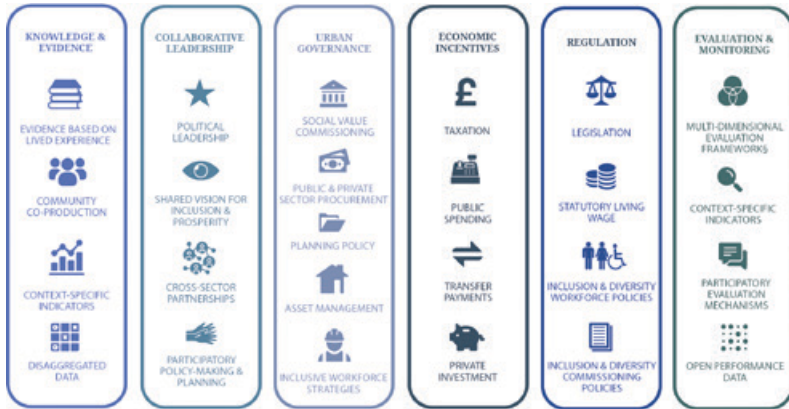 KNOWLEDGE &
EVIDENCE
EVIDENCE BASED ON
LIVED EXPERIENCE
COMMUNITY
CO-PRODUCTION
CONTEXT-SPECIFIC
INDICATORS
DISAGGREGATED
DATA
COLLABORATIVE
LEADERSHIP
POLITICAL
LEADERSHIP
SHARED VISION FOR
INCLUSION &
PROSPERITY
CROSS-SECTOR
PARTNERSHIPS
PARTICIPATORY
POLICY-MAKING &
PLANNING
URBAN
GOVERNANCE
SOCIAL VALUE
COMMISSIONING
PUBLIC & PRIVATE
SECTOR PROCUREMENT
PLANNING POLICY
ASSET MANAGEMENT
INCLUSIVE WORKFORCE
STRATEGIES
ECONOMIC
INCENTIVES
£
TAXATION
PUBLIC
SPENDING
TRANSFER
PAYMENTS
PRIVATE
INVESTMENT
REGULATION
LEGISLATION
STATUTORY LIVING
WAGE
INCLUSION & DIVERSITY
WORKFORCE POLICIES
INCLUSION & DIVERSITY
COMMISSIONING
POLICIES
EVALUATION &
MONITORING
MULTI-DIMENSIONAL
EVALUATION
FRAMEWORKS
CONTEXT-SPECIFIC
INDICATORS
PARTICIPATORY
EVALUATION
MECHANISMS
OPEN PERFORMANCE
DATA